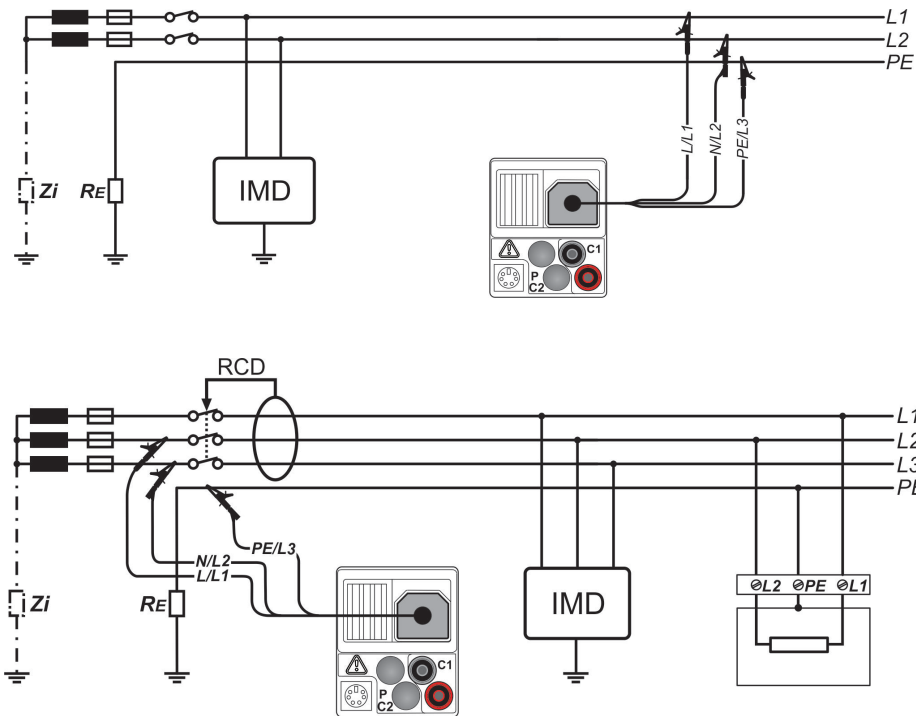 L1
L2
PE
L/L1
N/L2
PE/L3
Zi
RE
IMD
C1
P
C2
RCD
L1
L2
L3
PE
PE/L3
N/L2
L/L1
Zi
RE
IMD
L2 PE L1
C1
P
C2